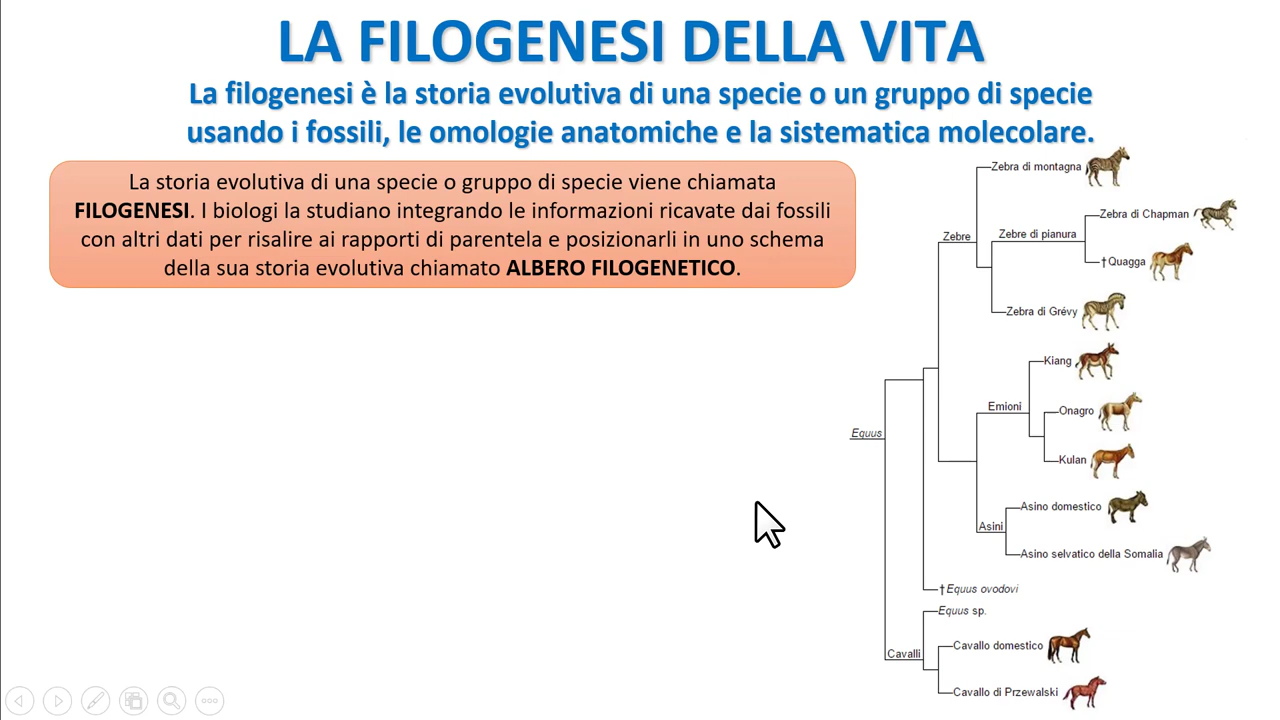 LA FILOGENESI DELLA VITA
La filogenesi è la storia evolutiva di una specie o un gruppo di specie
usando i fossili, le omologie anatomiche e la sistematica molecolare.
La storia evolutiva di una specie o gruppo di specie viene chiamata
FILOGENESI. I biologi la studiano integrando le informazioni ricavate dai fossili
con altri dati per risalire ai rapporti di parentela e posizionarli in uno schema
della sua storia evolutiva chiamato ALBERO FILOGENETICO.
Zebra di montagna
Zebra di Chapman
Zebre
Zebre di pianura
†Quagga
Zebra di Grévy
Kiang
Emioni
Onagro
Equus
Kulan
Asino domestico
Asini
Asino selvatico della Somalia
†Equus ovodovi
Equus sp.
Cavalli
Cavallo domestico
Cavallo di Przewalski